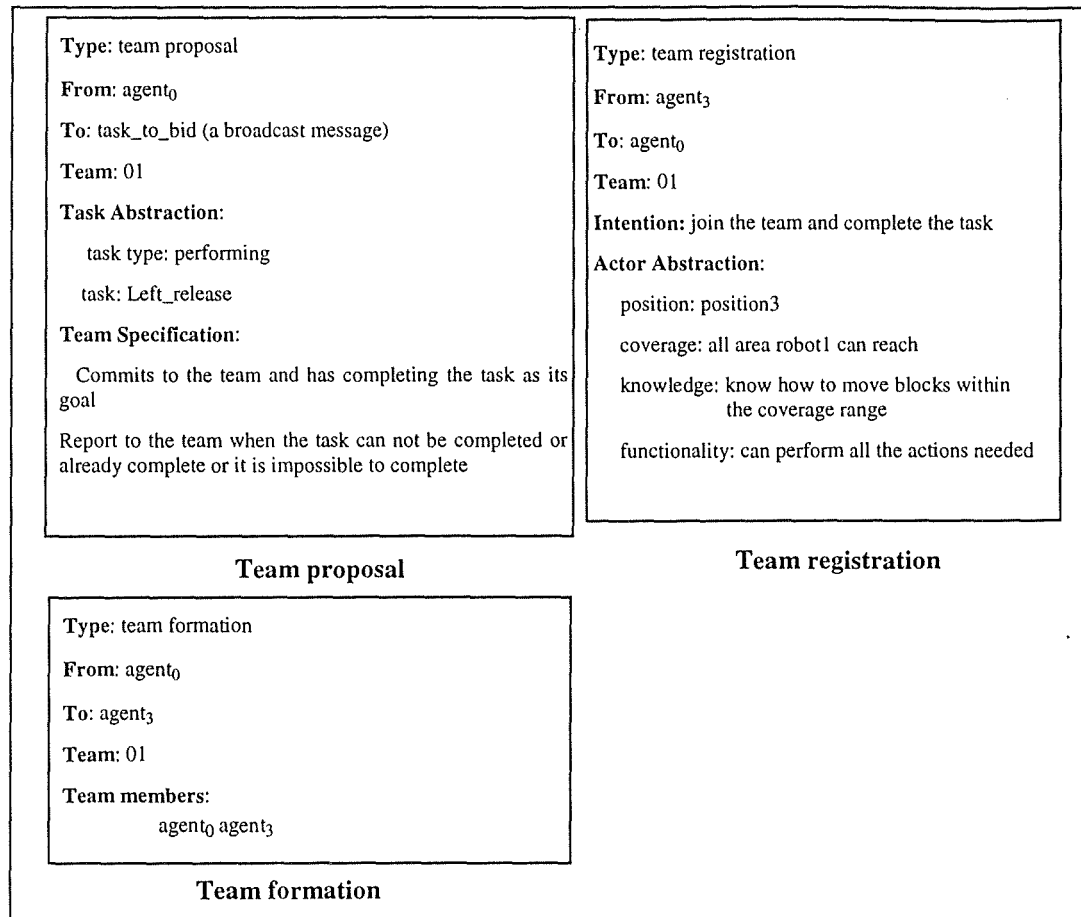 Type: team proposal
From: agent0
To: task_to_bid (a broadcast message)
Team: 01
Task Abstraction:
task type: performing
task: Left_release
Team Specification:
Commits to the team and has completing the task as its
goal
Report to the team when the task can not be completed or
already complete or it is impossible to complete
Team proposal
Type: team registration
From: agent3
To: agent0
Team: 01
Intention: join the team and complete the task
Actor Abstraction:
position: position3
coverage: all area robot1 can reach
knowledge: know how to move blocks within
the coverage range
functionality: can perform all the actions needed
Team registration
Type: team formation
From: agent0
To: agent3
Team: 01
Team members:
agent0 agent3
Team formation